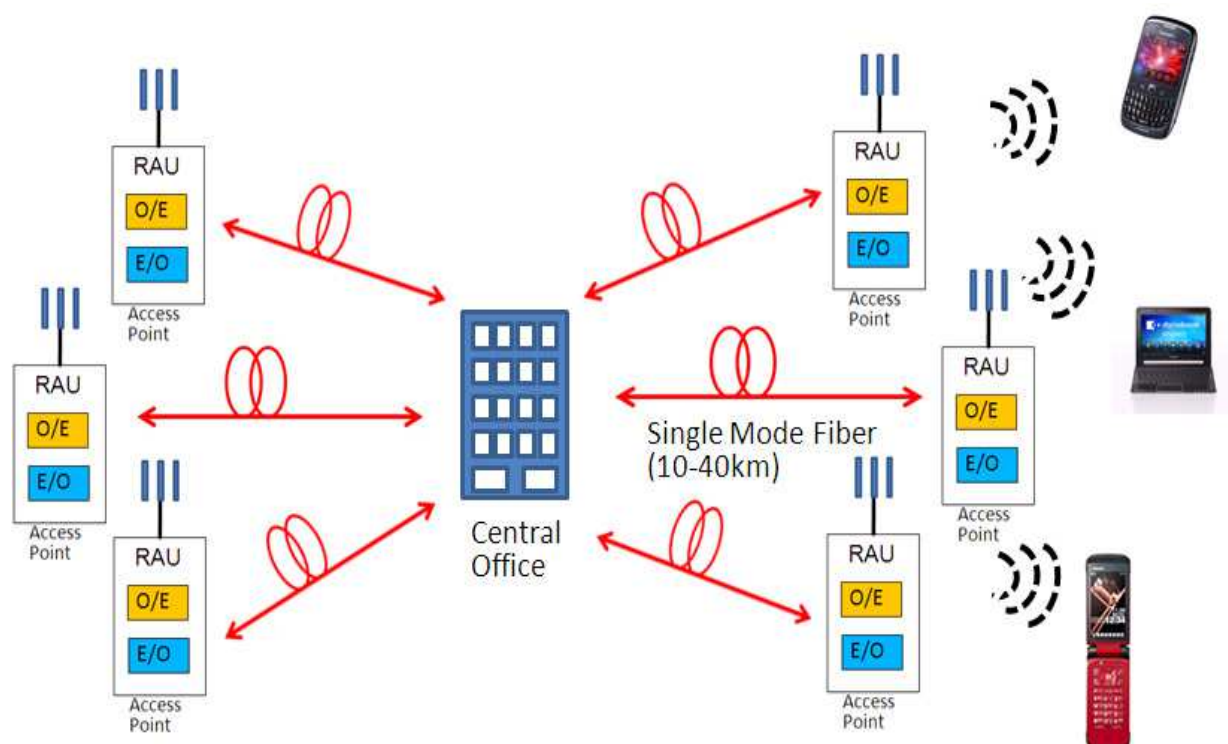 RAU
O/E
E/O
Access
Point
RAU
O/E
E/O
Access
Point
RAU
O/E
E/O
Access
Point
RAU
O/E
E/O
Access
Point
RAU
O/E
E/O
Access
Point
RAU
O/E
E/O
Access
Point
Single Mode Fiber
(10-40km)
Central
Office